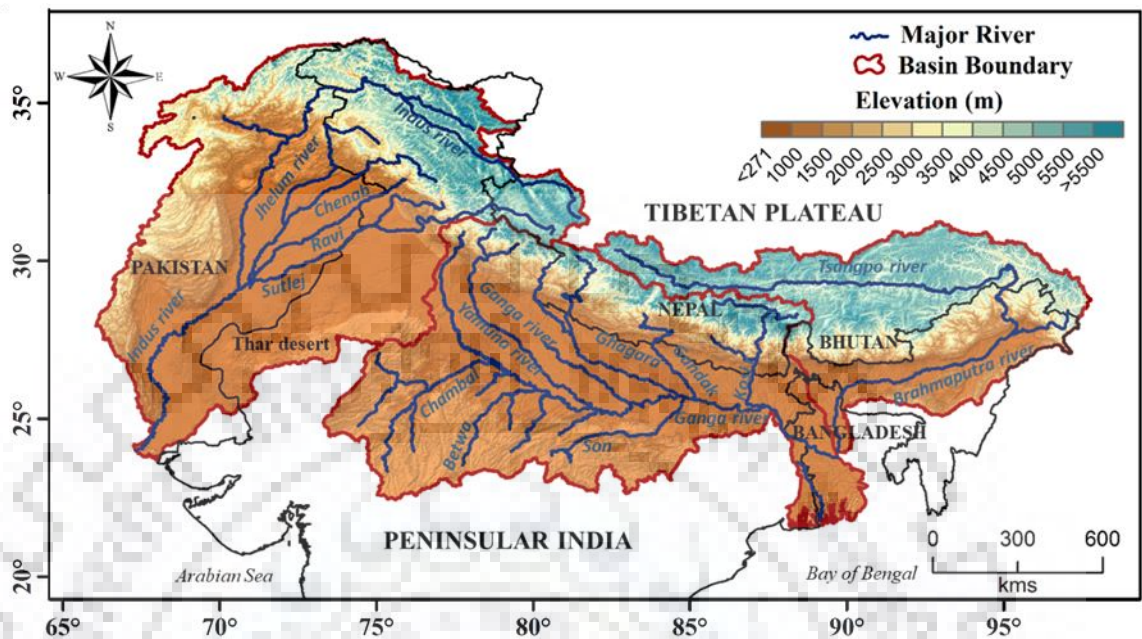 N
W E
S
Major River
Basin Boundary
Elevation (m)
<271 1000 1500 2000 2500 3000 3500 4000 4500 5000 5500 >5500
35°
30°
25°
20°
Indus river
Jhelum river
Chenab
Ravi
Sutlej
PAKISTAN
Indus river
Thar desert
TIBETAN PLATEAU
Tsangpo river
NEPAL
BHUTAN
Ganga river
Yamuna river
Ghagara
Gandak
Kosi
Brahmaputra river
Chambal
Betwa
Son
Ganga river
BANGLADESH
PENINSULAR INDIA
Arabian Sea
Bay of Bengal
0 300 600
kms
65° 70° 75° 80° 85° 90° 95°